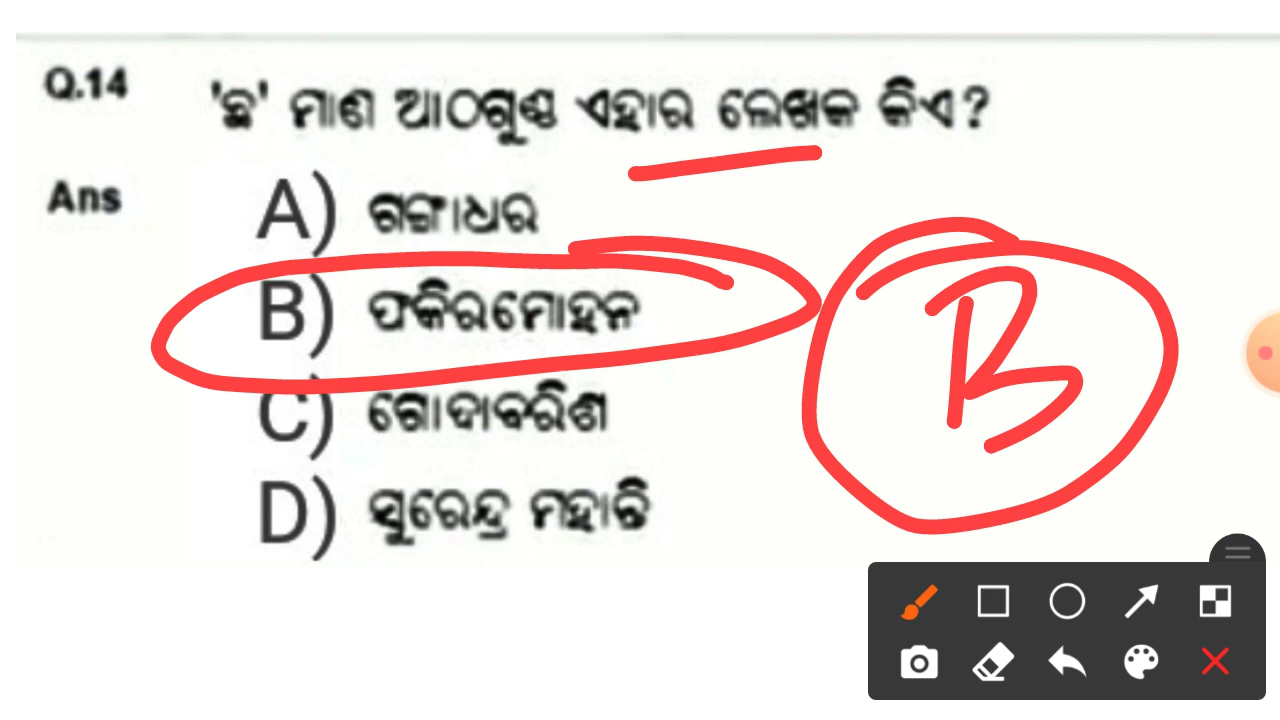 Q.14 'ଛ' ମାଣ ଆଠଗୁଣ୍ଠ ଏହାର ଲେଖକ କିଏ?
Ans A) ଗଙ୍ଗାଧର
B) ଫକିରମୋହନ
C) ଗୋଦାବରିଶ
D) ସୁରେନ୍ଦ୍ର ମହାନ୍ତି
B